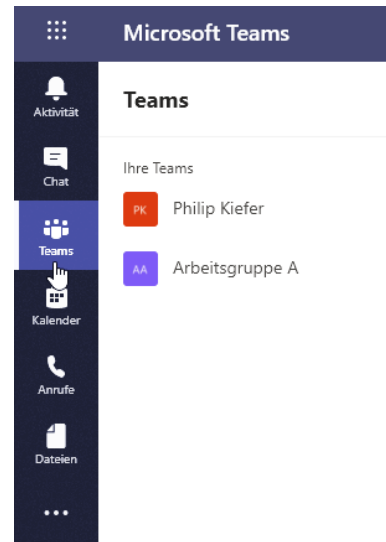 Microsoft Teams
Aktivität
Chat
Teams
Kalender
Anrufe
Dateien
Teams
Ihre Teams
PK Philip Kiefer
AA Arbeitsgruppe A